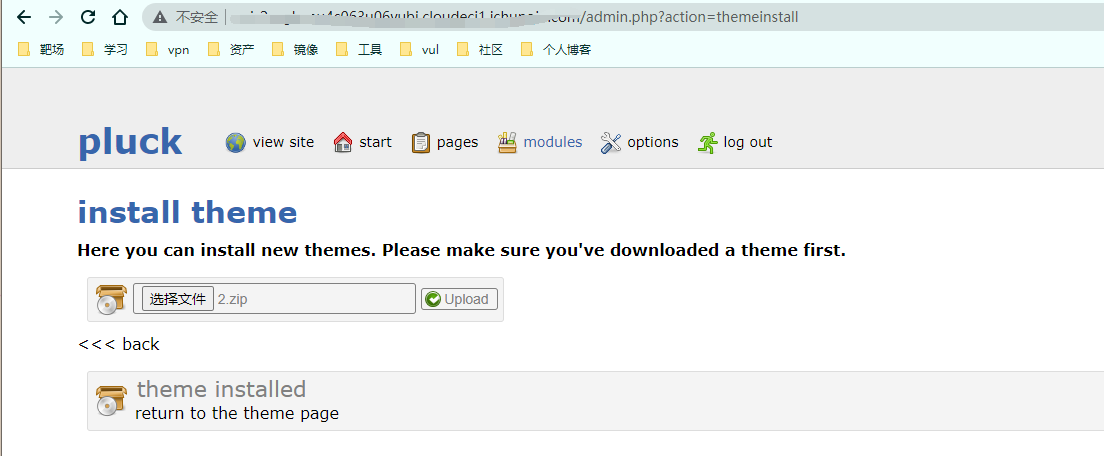 不安全
/admin.php?action=themeinstall
靶场 学习 vpn 资产 镜像 工具 vul 社区 个人博客
pluck view site start pages modules options log out
install theme
Here you can install new themes. Please make sure you've downloaded a theme first.
选择文件 2.zip Upload
<<< back
theme installed
return to the theme page